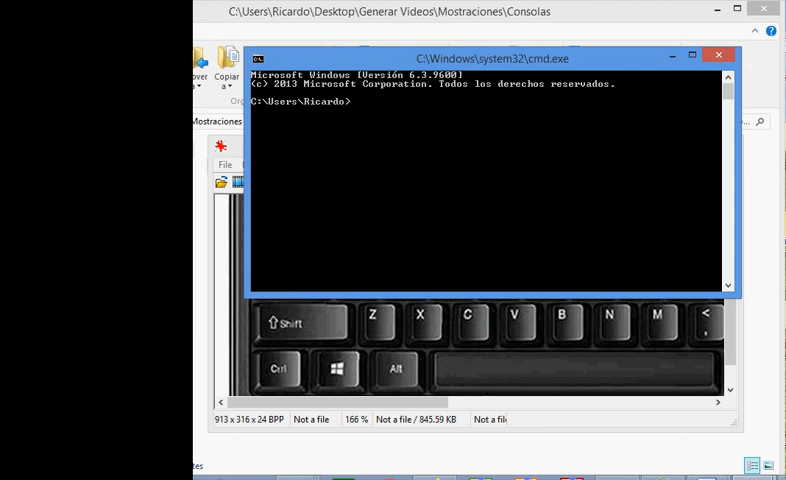 C:\Users\Ricardo\Desktop\Generar Videos\Mostraciones\Consolas
C:\Windows\system32\cmd.exe
Microsoft Windows [Versión 6.3.9600]
(c) 2013 Microsoft Corporation. Todos los derechos reservados.
C:\Users\Ricardo>
Copiar
Mostraciones
File
Shift
Z
X
C
V
B
N
M
<
,
Ctrl
Alt
913 x 316 x 24 BPP
Not a file
166 %
Not a file / 845.59 KB